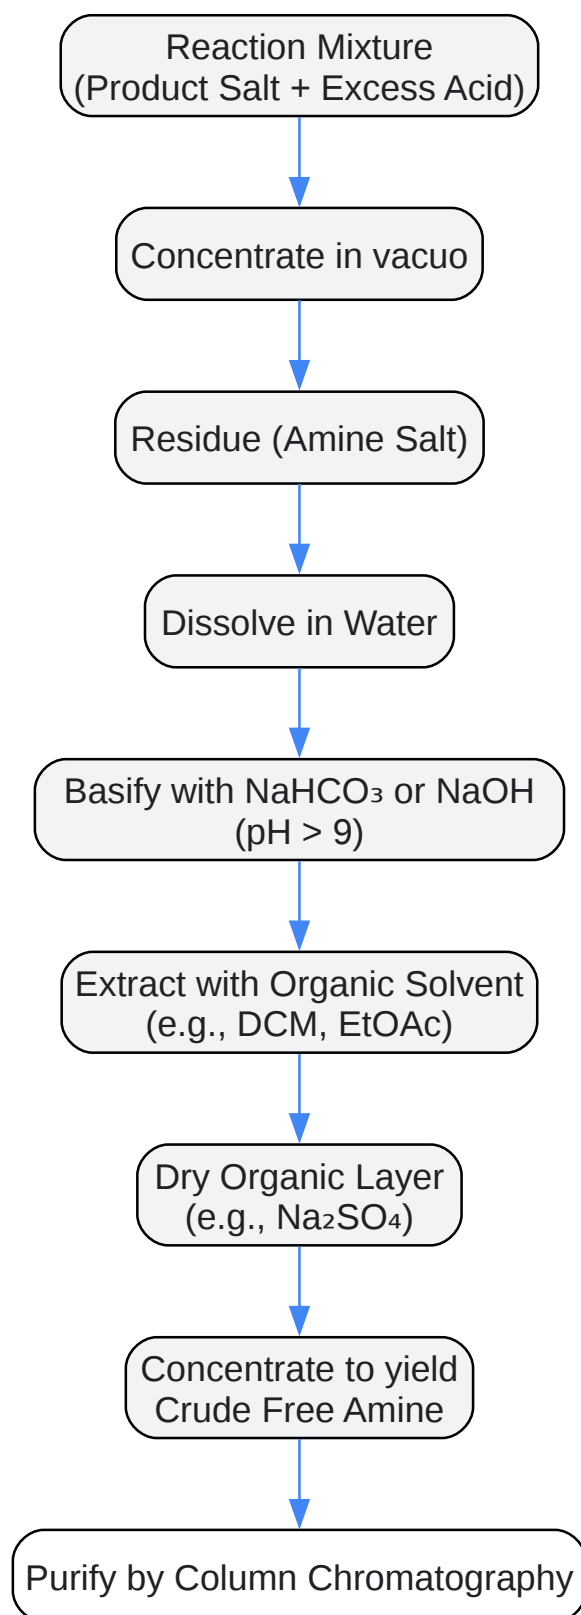 Reaction Mixture
(Product Salt + Excess Acid)
Concentrate in vacuo
Residue (Amine Salt)
Dissolve in Water
Basify with NaHCO₃ or NaOH
(pH > 9)
Extract with Organic Solvent
(e.g., DCM, EtOAc)
Dry Organic Layer
(e.g., Na₂SO₄)
Concentrate to yield
Crude Free Amine
Purify by Column Chromatography